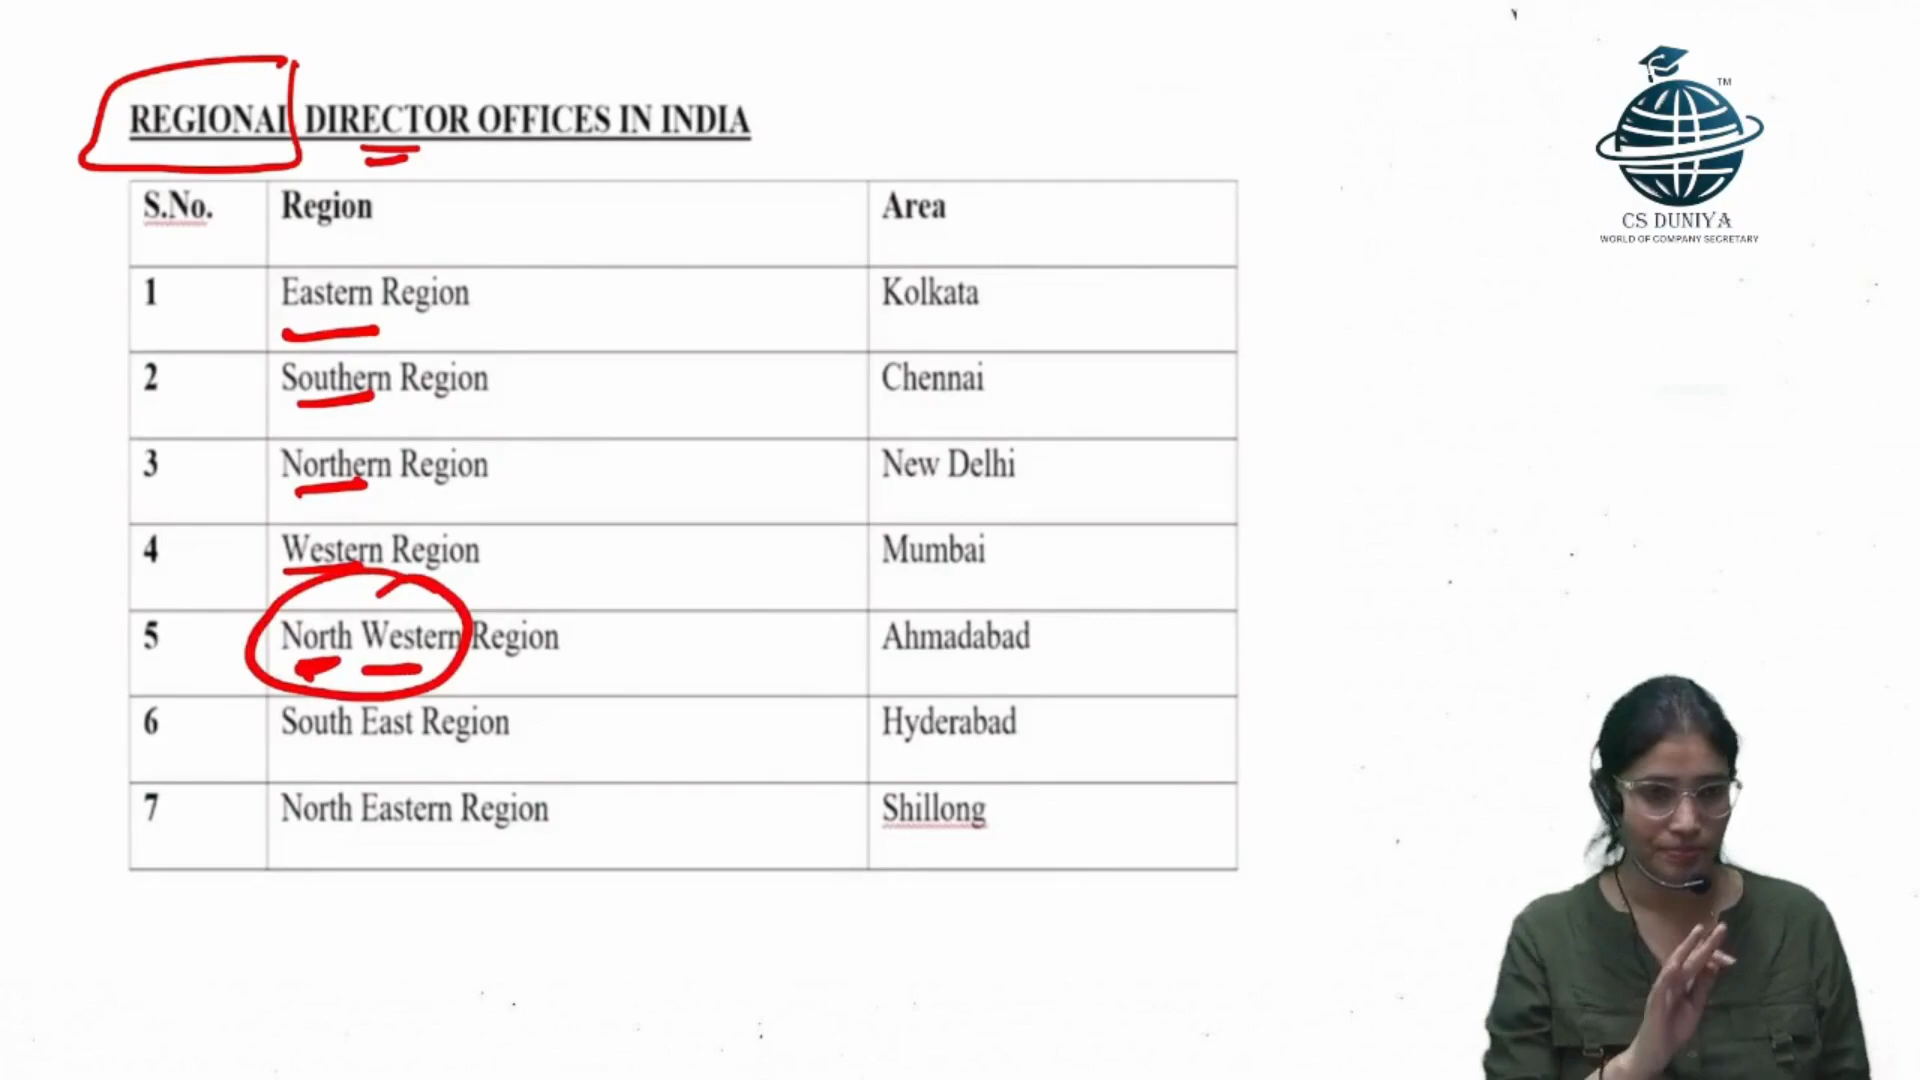 REGIONAL DIRECTOR OFFICES IN INDIA
S.No. Region Area
1 Eastern Region Kolkata
2 Southern Region Chennai
3 Northern Region New Delhi
4 Western Region Mumbai
5 North Western Region Ahmadabad
6 South East Region Hyderabad
7 North Eastern Region Shillong
TM
CS DUNIYA
WORLD OF COMPANY SECRETARY